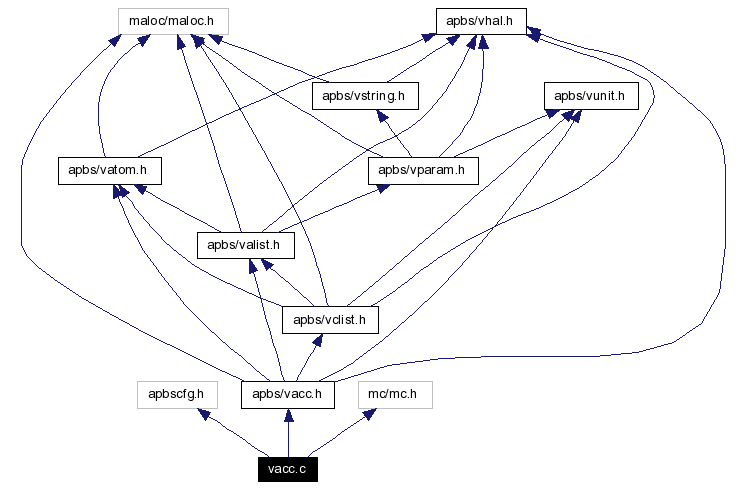 maloc/maloc.h
apbs/vhal.h
apbs/vstring.h
apbs/vunit.h
apbs/vatom.h
apbs/vparam.h
apbs/valist.h
apbs/vclist.h
apbscfg.h
apbs/vacc.h
mc/mc.h
vacc.c